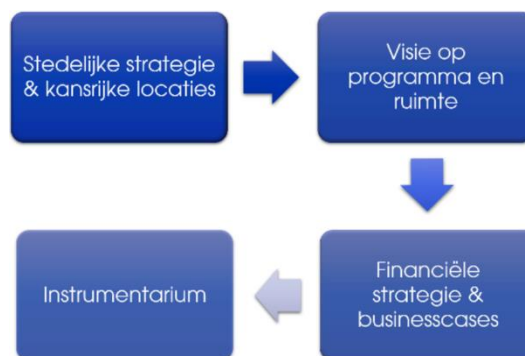 Stedelijke strategie
& kansrijke locaties
Visie op
programma en
ruimte
Financiële
strategie &
businesscases
Instrumentarium